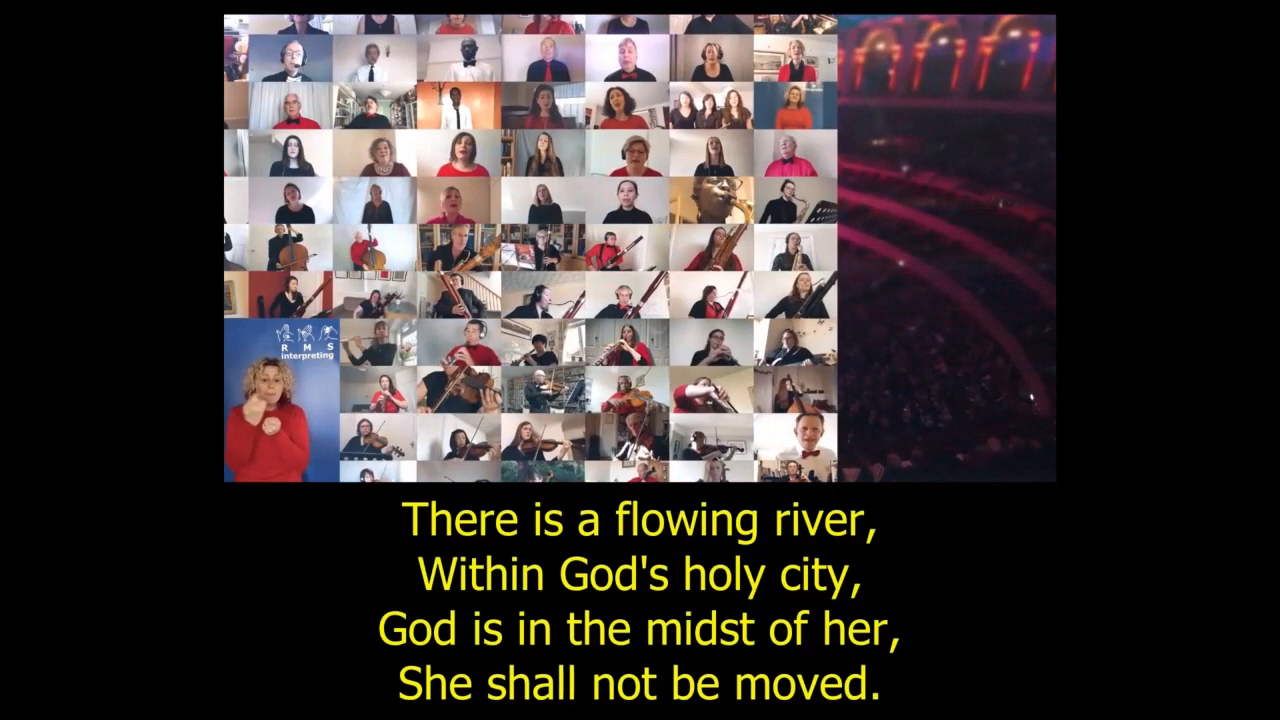 R M S
interpreting
There is a flowing river,
Within God's holy city,
God is in the midst of her,
She shall not be moved.